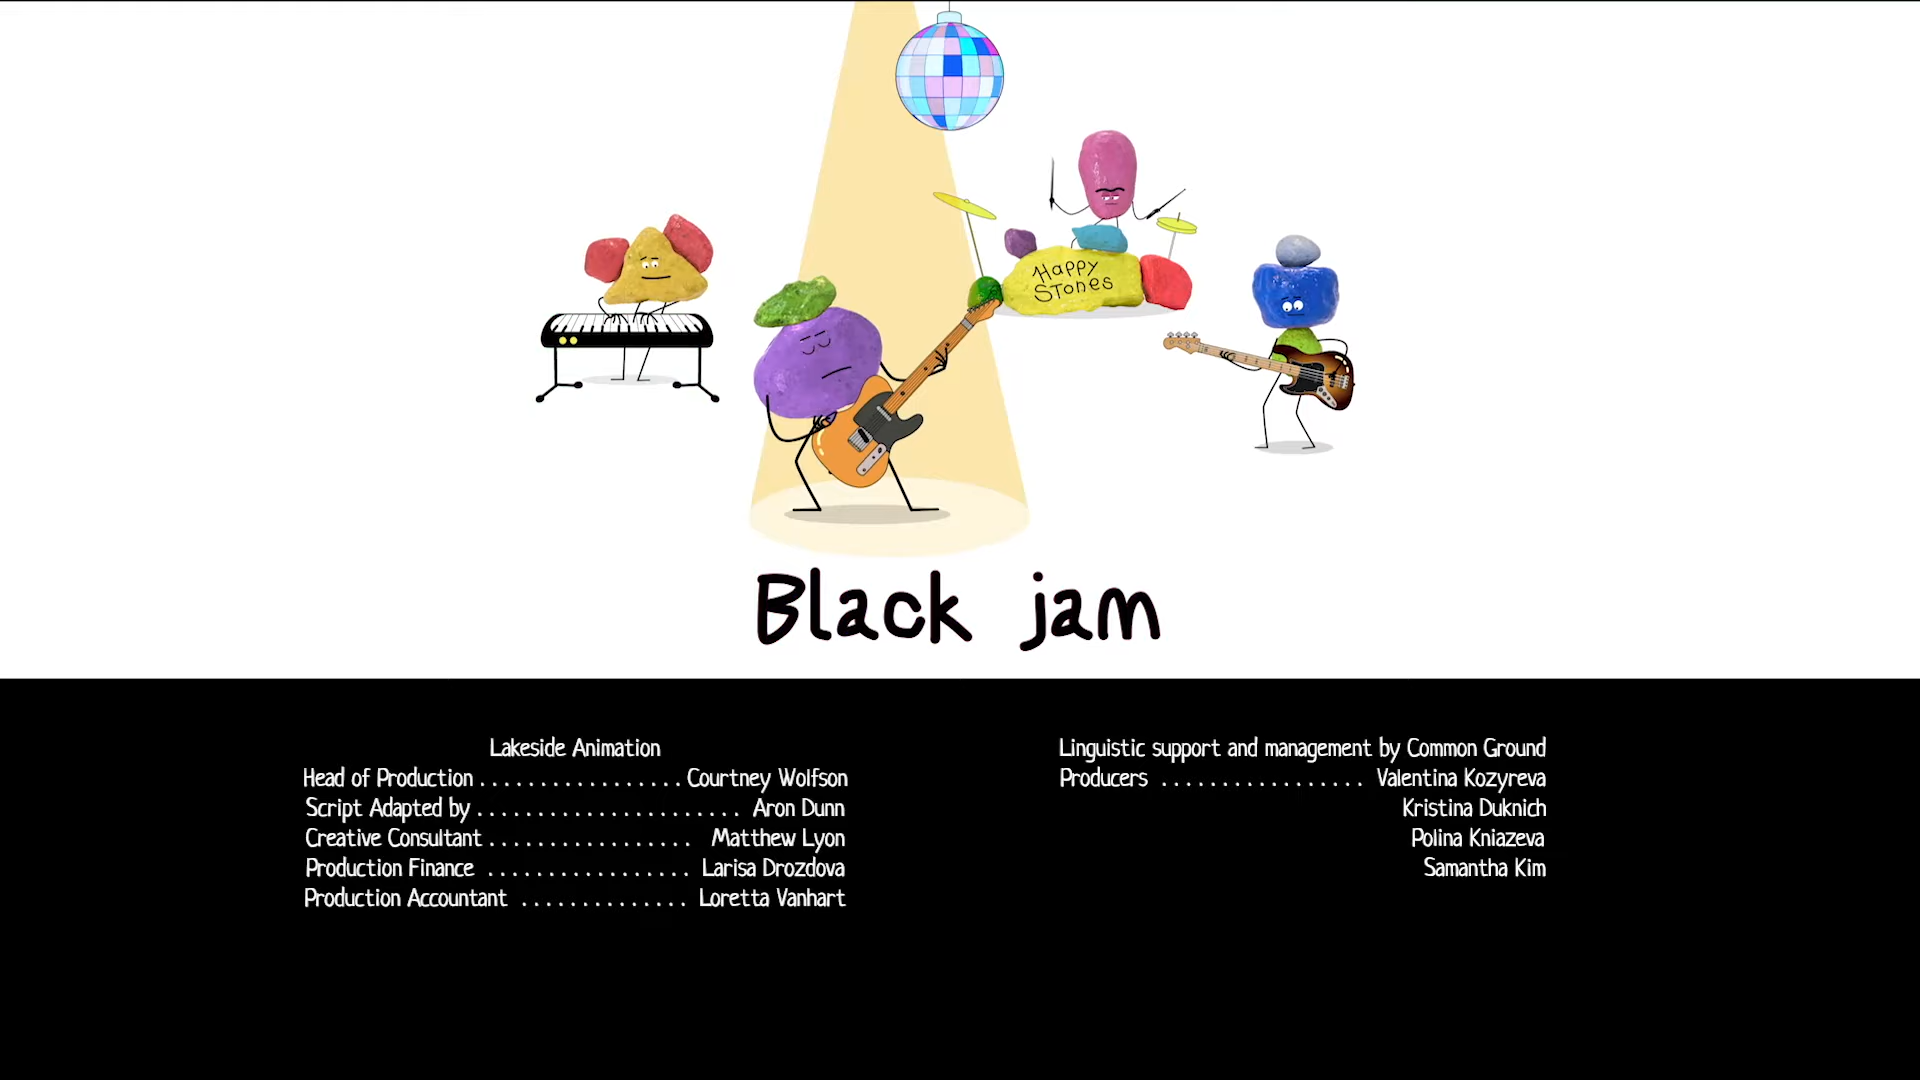 Happy
Stones
Black jam
Lakeside Animation
Head of Production . . . . . . . . . . . . . . . . . Courtney Wolfson
Script Adapted by . . . . . . . . . . . . . . . . . . . . . . Aron Dunn
Creative Consultant . . . . . . . . . . . . . . . . . Matthew Lyon
Production Finance . . . . . . . . . . . . . . . . . Larisa Drozdova
Production Accountant . . . . . . . . . . . . . . Loretta Vanhart
Linguistic support and management by Common Ground
Producers . . . . . . . . . . . . . . . . . Valentina Kozyreva
Kristina Duknich
Polina Kniazeva
Samantha Kim